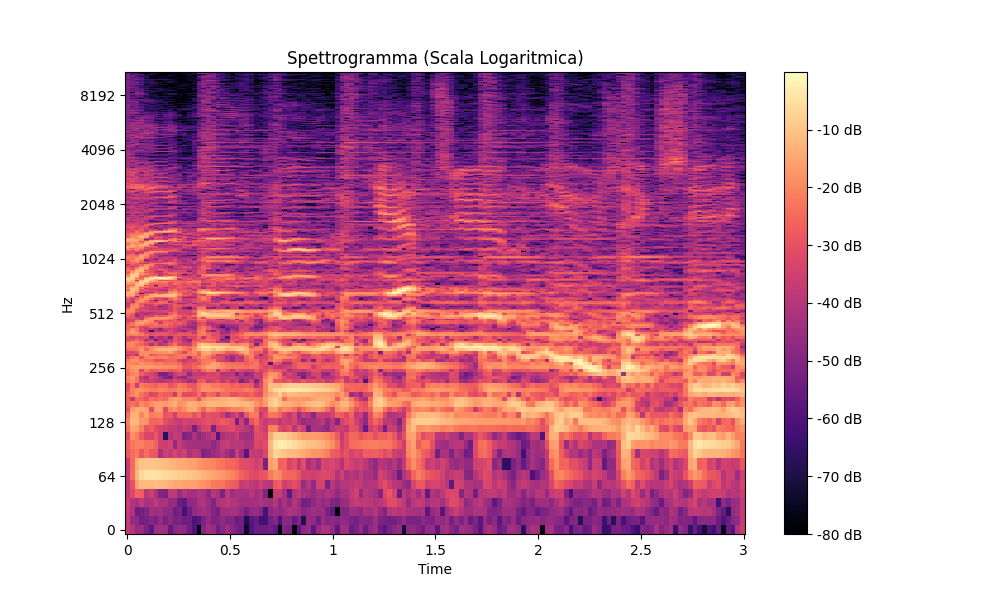 Spettrogramma (Scala Logaritmica)
Hz
8192
4096
2048
1024
512
256
128
64
0
0
0.5
1
1.5
2
2.5
3
Time
-10 dB
-20 dB
-30 dB
-40 dB
-50 dB
-60 dB
-70 dB
-80 dB